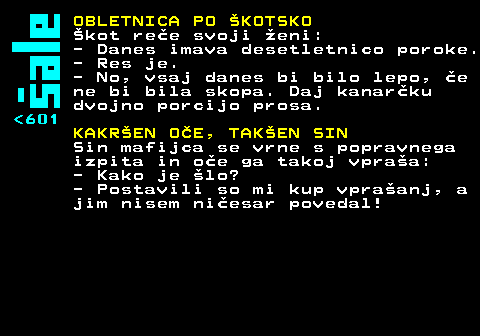 šale
<601
OBLETNICA PO ŠKOTSKO
Škot reče svoji ženi:
- Danes imava desetletnico poroke.
- Res je.
- No, vsaj danes bi bilo lepo, če
ne bi bila skopa. Daj kanarčku
dvojno porcijo prosa.
KAKRŠEN OČE, TAKŠEN SIN
Sin mafijca se vrne s popravnega
izpita in oče ga takoj vpraša:
- Kako je šlo?
- Postavili so mi kup vprašanj, a
jim nisem ničesar povedal!